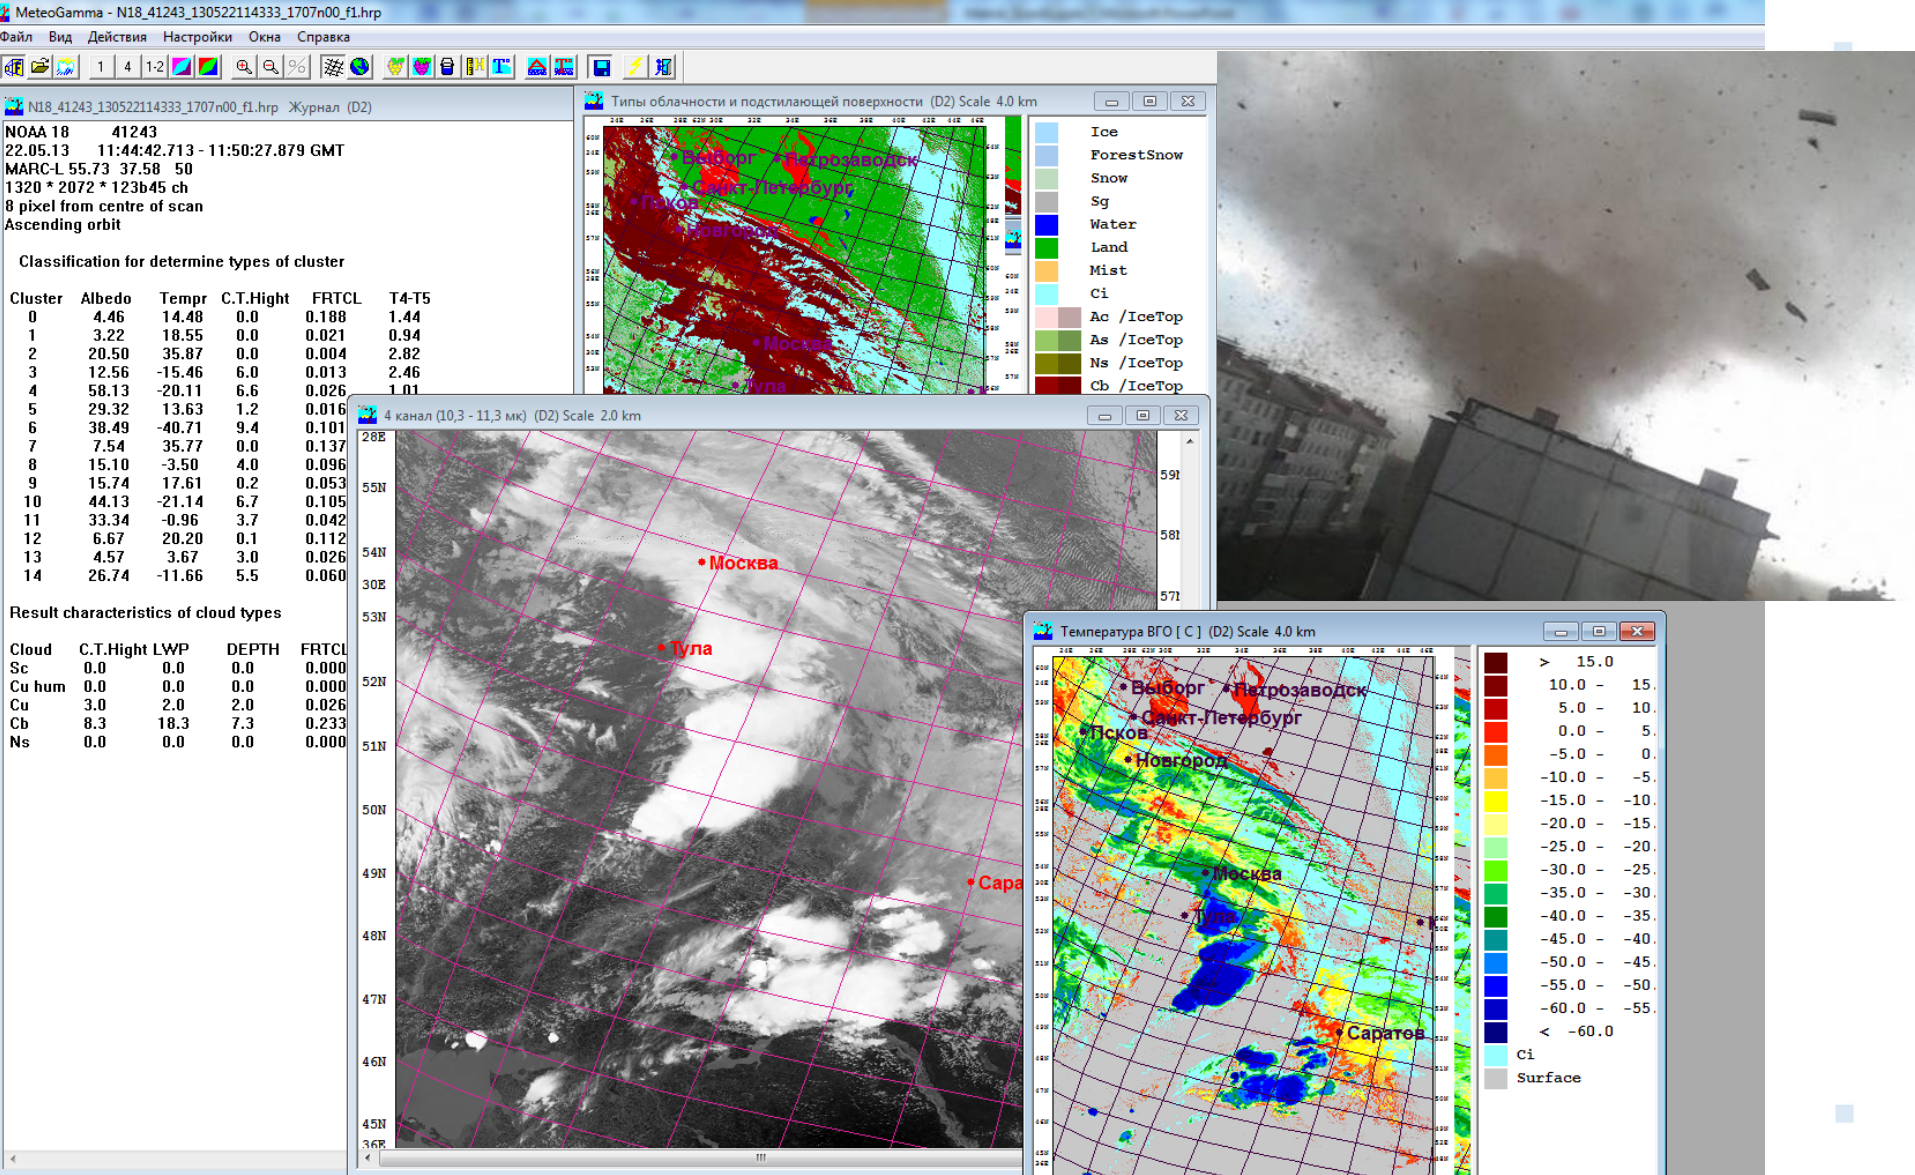 MeteoGamma - N18_41243_130522114333_1707n00_f1.hrp
Файл Вид Действия Настройки Окна Справка
1 4 1-2
N18_41243_130522114333_1707n00_f1.hrp Журнал (D2)
NOAA 18 41243
22.05.13 11:44:42.713 - 11:50:27.879 GMT
MARC-L 55.73 37.58 50
1320 * 2072 * 123b45 ch
8 pixel from centre of scan
Ascending orbit
Classification for determine types of cluster
Cluster Albedo Tempr C.T.Hight FRTCL T4-T5
0 4.46 14.48 0.0 0.188 1.44
1 3.22 18.55 0.0 0.021 0.94
2 20.50 35.87 0.0 0.004 2.82
3 12.56 -15.46 6.0 0.013 2.46
4 58.13 -20.11 6.6 0.026 1.01
5 29.32 13.63 1.2 0.016
6 38.49 -40.71 9.4 0.101
7 7.54 35.77 0.0 0.137
8 15.10 -3.50 4.0 0.096
9 15.74 17.61 0.2 0.053
10 44.13 -21.14 6.7 0.105
11 33.34 -0.96 3.7 0.042
12 6.67 20.20 0.1 0.112
13 4.57 3.67 3.0 0.026
14 26.74 -11.66 5.5 0.060
Result characteristics of cloud types
Cloud C.T.Hight LWP DEPTH FRTCL
Sc 0.0 0.0 0.0 0.000
Cu hum 0.0 0.0 0.0 0.000
Cu 3.0 2.0 2.0 0.026
Cb 8.3 18.3 7.3 0.233
Ns 0.0 0.0 0.0 0.000
Типы облачности и подстилающей поверхности (D2) Scale 4.0 km
Выборг
Петрозаводск
Санкт-Петербург
Псков
Новгород
Москва
Тула
Ice
ForestSnow
Snow
Sg
Water
Land
Mist
Ci
Ac /IceTop
As /IceTop
Ns /IceTop
Cb /IceTop
4 канал (10,3 - 11,3 мк) (D2) Scale 2.0 km
28E
55N
54N
30E
53N
52N
51N
50N
49N
48N
47N
46N
45N
36E
Москва
Тула
Сара
59N
58N
57N
Температура ВГО [ C ] (D2) Scale 4.0 km
Выборг
Петрозаводск
Санкт-Петербург
Псков
Новгород
Москва
Тула
Саратов
> 15.0
10.0 - 15.
5.0 - 10.
0.0 - 5.
-5.0 - 0.
-10.0 - -5.
-15.0 - -10.
-20.0 - -15.
-25.0 - -20.
-30.0 - -25.
-35.0 - -30.
-40.0 - -35.
-45.0 - -40.
-50.0 - -45.
-55.0 - -50.
-60.0 - -55.
< -60.0
Ci
Surface